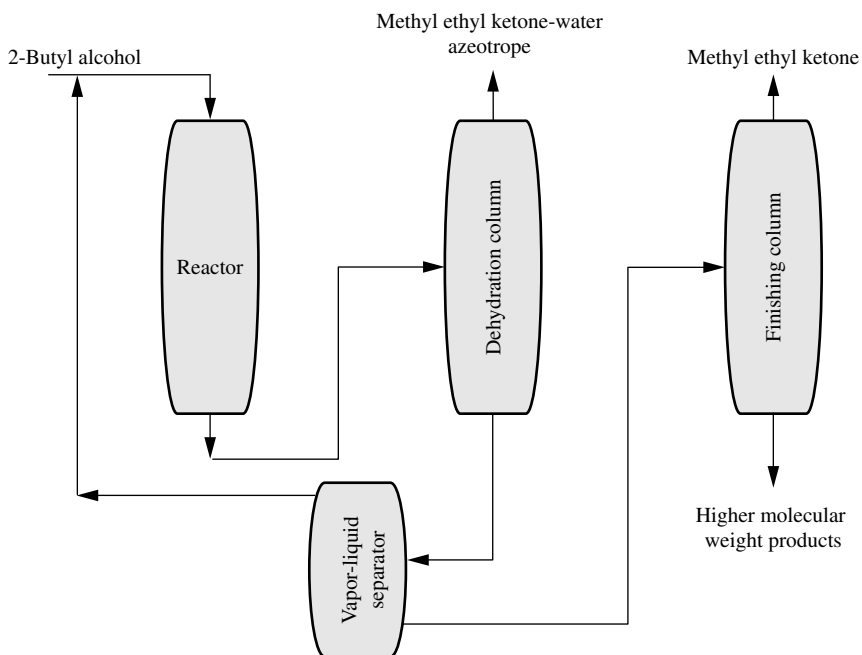 Methyl ethyl ketone-water
azeotrope
2-Butyl alcohol
Methyl ethyl ketone
Reactor
Dehydration column
Finishing column
Vapor-liquid
separator
Higher molecular
weight products